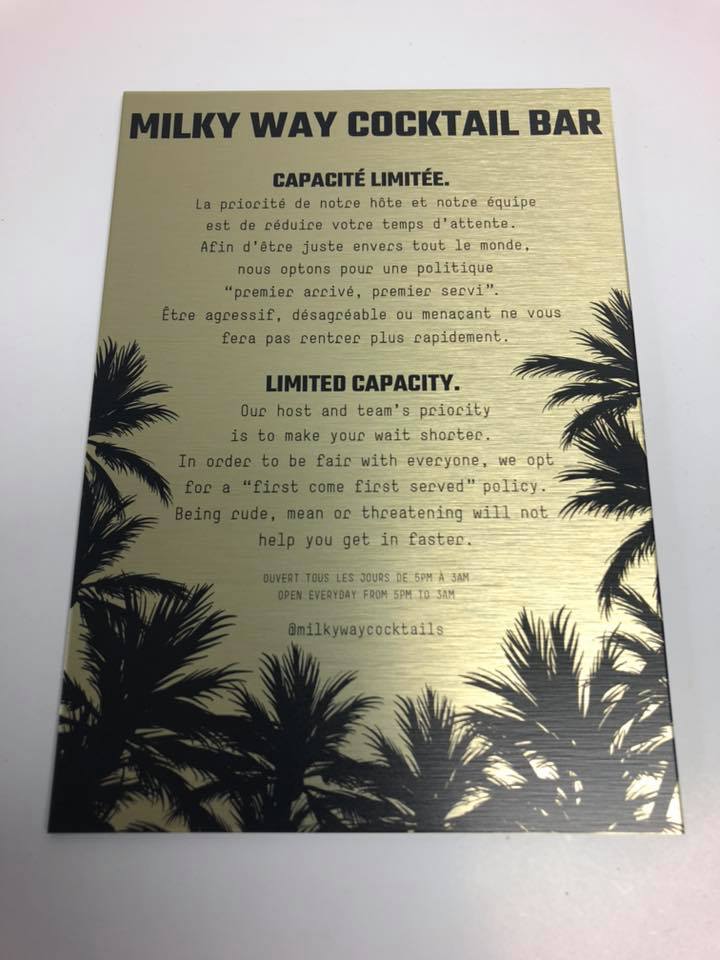 MILKY WAY COCKTAIL BAR
CAPACITÉ LIMITÉE.
La priorité de notre hôte et notre équipe
est de réduire votre temps d'attente.
Afin d'être juste envers tout le monde,
nous optons pour une politique
“premier arrivé, premier servi”.
Être agressif, désagréable ou menaçant ne vous
fera pas rentrer plus rapidement.
LIMITED CAPACITY.
Our host and team's priority
is to make your wait shorter.
In order to be fair with everyone, we opt
for a “first come first served” policy.
Being rude, mean or threatening will not
help you get in faster.
OUVERT TOUS LES JOURS DE 5PM À 3AM
OPEN EVERYDAY FROM 5PM TO 3AM
@milkywaycocktails